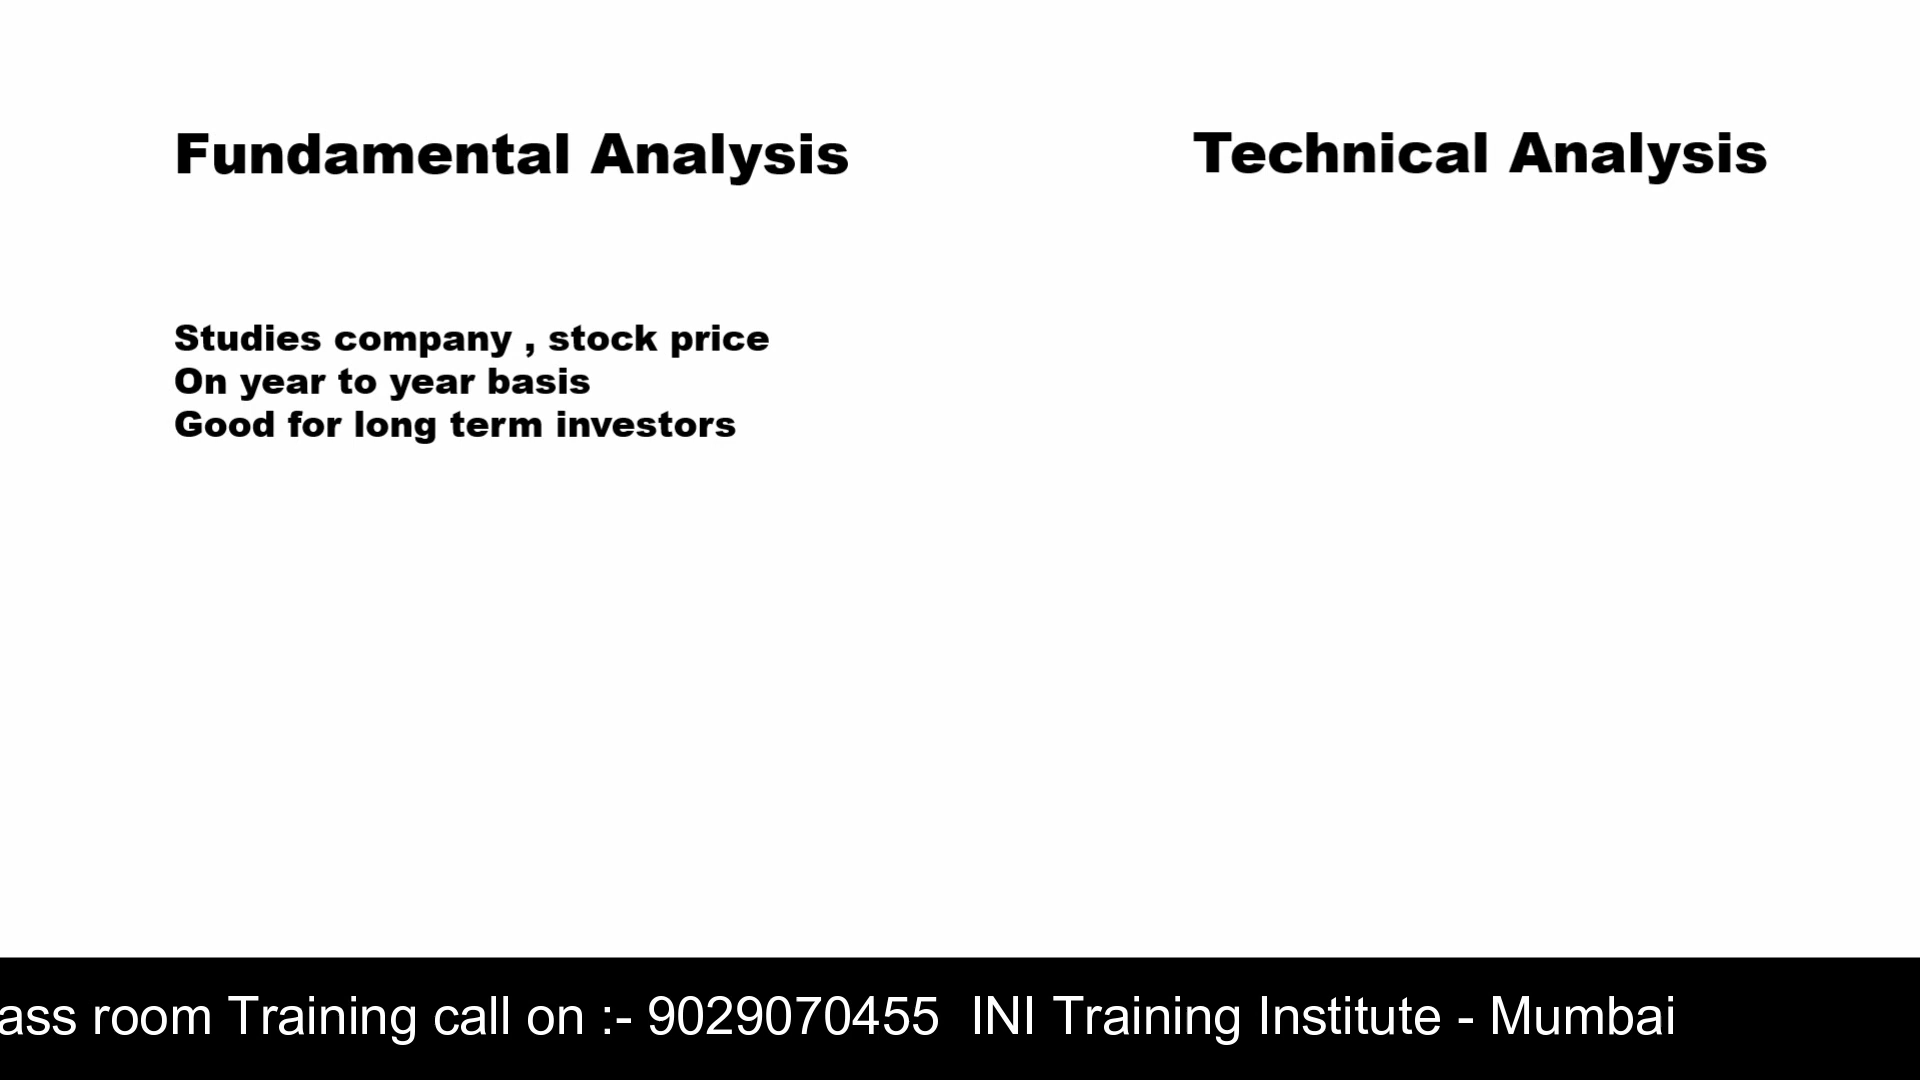 Fundamental Analysis
Technical Analysis
Studies company , stock price
On year to year basis
Good for long term investors
room Training call on :- 9029070455 INI Training Institute - Mumbai